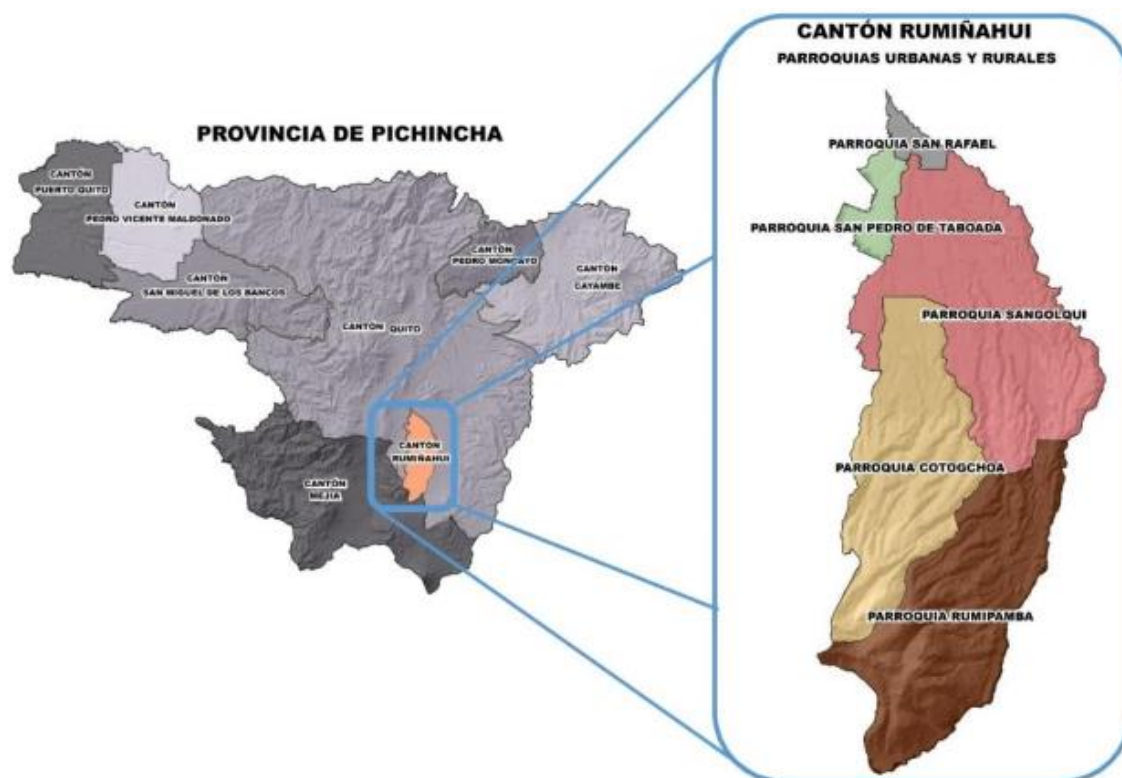 PROVINCIA DE PICHINCHA
CANTÓN
PUERTO QUITO
CANTÓN
PEDRO VICENTE MALDONADO
CANTÓN
SAN MIGUEL DE LOS BANCOS
CANTÓN QUITO
CANTÓN
PEDRO MONCAYO
CANTÓN
CAYAMBE
CANTÓN
RUMIÑAHUI
CANTÓN
MEJIA
CANTÓN RUMIÑAHUI
PARROQUIAS URBANAS Y RURALES
PARROQUIA SAN RAFAEL
PARROQUIA SAN PEDRO DE TABOADA
PARROQUIA SANGOLQUI
PARROQUIA COTOGCHOA
PARROQUIA RUMIPAMBA